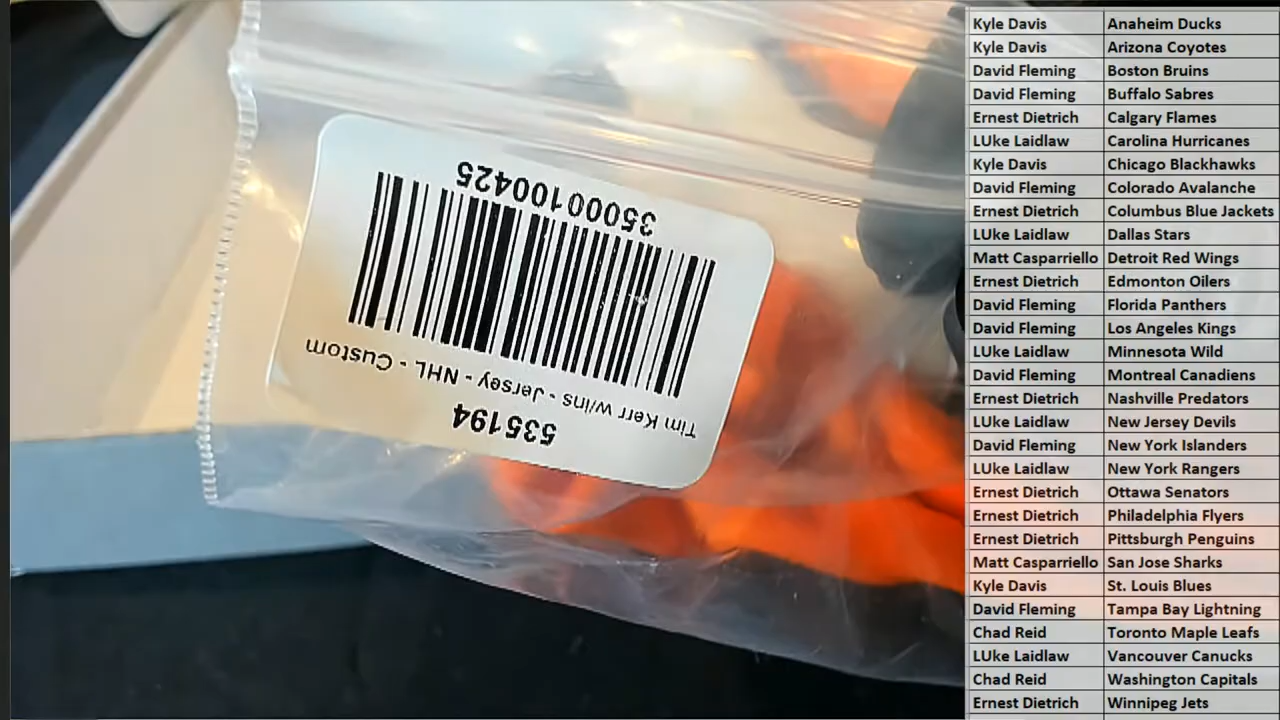 535194
Tim Kerr w/ins - Jersey - NHL - Custom
35000100425
Kyle Davis Anaheim Ducks
Kyle Davis Arizona Coyotes
David Fleming Boston Bruins
David Fleming Buffalo Sabres
Ernest Dietrich Calgary Flames
LUke Laidlaw Carolina Hurricanes
Kyle Davis Chicago Blackhawks
David Fleming Colorado Avalanche
Ernest Dietrich Columbus Blue Jackets
LUke Laidlaw Dallas Stars
Matt Casparriello Detroit Red Wings
Ernest Dietrich Edmonton Oilers
David Fleming Florida Panthers
David Fleming Los Angeles Kings
LUke Laidlaw Minnesota Wild
David Fleming Montreal Canadiens
Ernest Dietrich Nashville Predators
LUke Laidlaw New Jersey Devils
David Fleming New York Islanders
LUke Laidlaw New York Rangers
Ernest Dietrich Ottawa Senators
Ernest Dietrich Philadelphia Flyers
Ernest Dietrich Pittsburgh Penguins
Matt Casparriello San Jose Sharks
Kyle Davis St. Louis Blues
David Fleming Tampa Bay Lightning
Chad Reid Toronto Maple Leafs
LUke Laidlaw Vancouver Canucks
Chad Reid Washington Capitals
Ernest Dietrich Winnipeg Jets